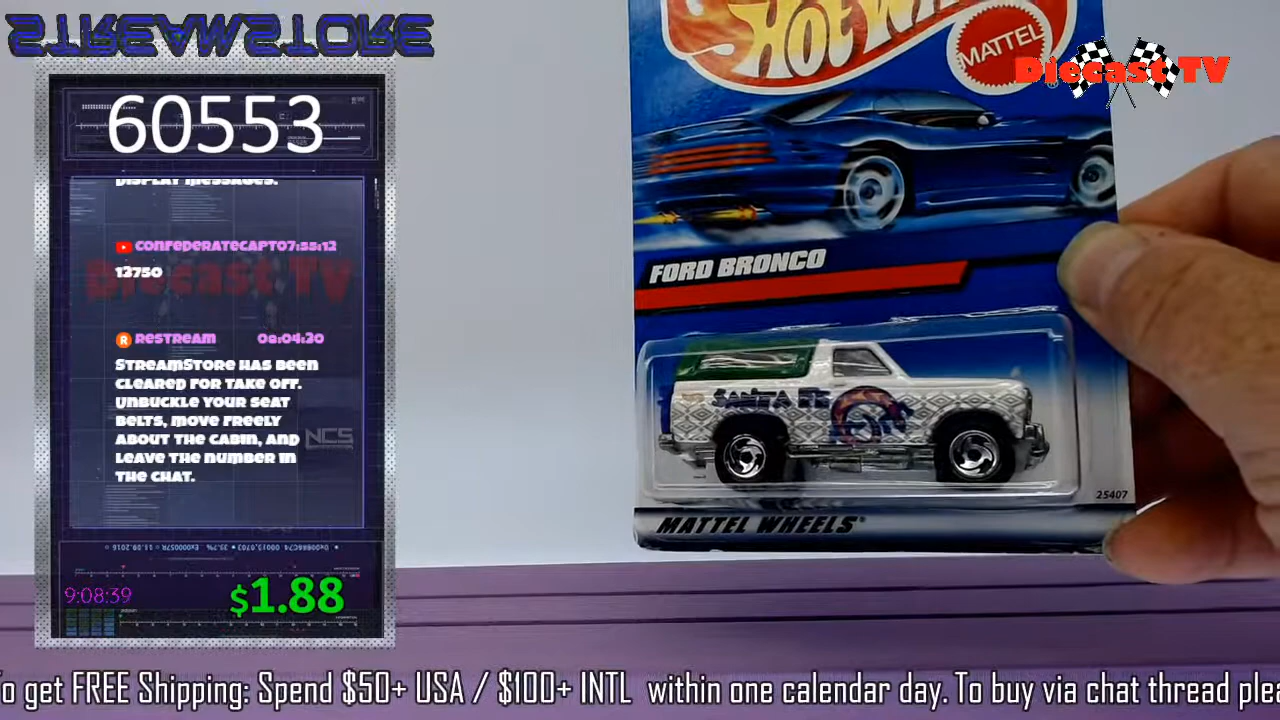 STREAMSTORE
60553
DISPLAY MESSAGES.
CONFEDERATECAPT07:55:12
13750
Diecast TV
RESTREAM 08:04:20
STREAMSTORE HAS BEEN
CLEARED FOR TAKE OFF.
UNBUCKLE YOUR SEAT
BELTS, MOVE FREELY
ABOUT THE CABIN, AND
LEAVE THE NUMBER IN
THE CHAT.
NCS
9:08:39
$1.88
HOT
MATTEL
Diecast TV
FORD BRONCO
SANTA FE
25407
MATTEL WHEELS
to get FREE Shipping: Spend $50+ USA / $100+ INTL within one calendar day. To buy via chat thread